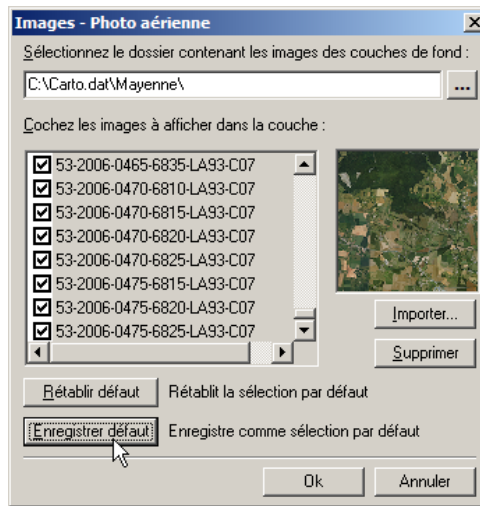 Images - Photo aérienne
Sélectionnez le dossier contenant les images des couches de fond :
C:\Carto.dat\Mayenne\
...
Cochez les images à afficher dans la couche :
53-2006-0465-6835-LA93-C07
53-2006-0470-6810-LA93-C07
53-2006-0470-6815-LA93-C07
53-2006-0470-6820-LA93-C07
53-2006-0470-6825-LA93-C07
53-2006-0475-6815-LA93-C07
53-2006-0475-6820-LA93-C07
53-2006-0475-6825-LA93-C07
Importer...
Supprimer
Rétablir défaut Rétablit la sélection par défaut
Enregistrer défaut Enregistre comme sélection par défaut
Ok Annuler